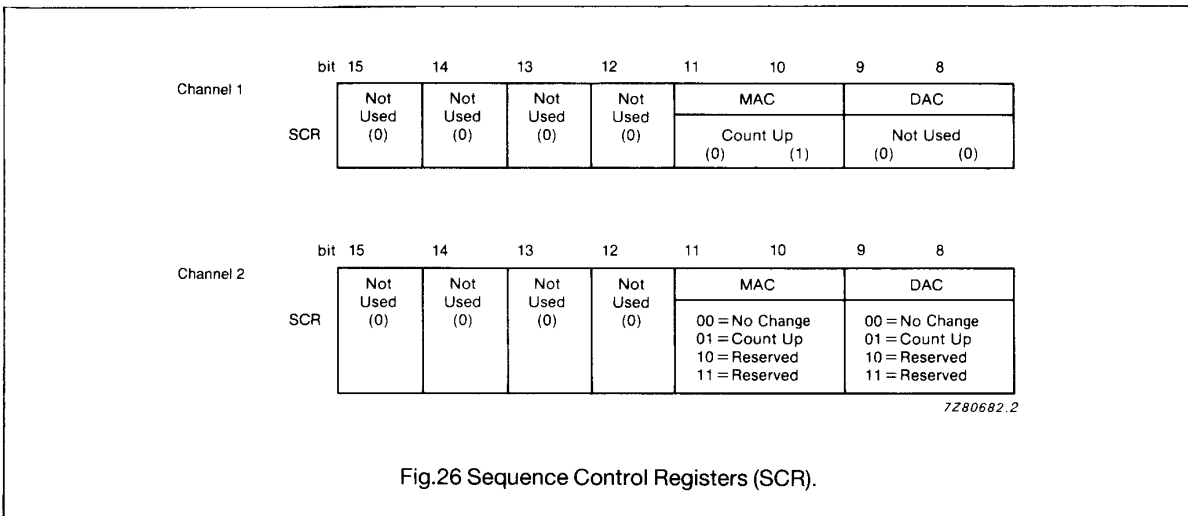 bit 15 14 13 12 11 10 9 8
Channel 1
SCR
Not Used (0)
Not Used (0)
Not Used (0)
Not Used (0)
MAC
Count Up
(0) (1)
DAC
Not Used
(0) (0)
bit 15 14 13 12 11 10 9 8
Channel 2
SCR
Not Used (0)
Not Used (0)
Not Used (0)
Not Used (0)
MAC
00 = No Change
01 = Count Up
10 = Reserved
11 = Reserved
DAC
00 = No Change
01 = Count Up
10 = Reserved
11 = Reserved
7Z80682.2
Fig.26 Sequence Control Registers (SCR).